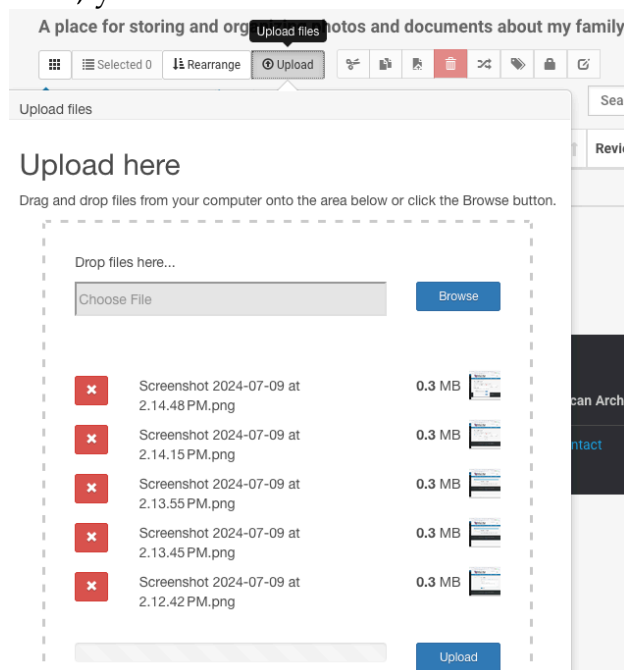 A place for storing and org photos and documents about my family
Upload files
Selected 0 Rearrange Upload
Upload files
Sea
Revie
Upload here
Drag and drop files from your computer onto the area below or click the Browse button.
Drop files here...
Choose File Browse
Screenshot 2024-07-09 at 0.3 MB
2.14.48 PM.png
can Arch
Screenshot 2024-07-09 at 0.3 MB
2.14.15 PM.png
ntact
Screenshot 2024-07-09 at 0.3 MB
2.13.55 PM.png
Screenshot 2024-07-09 at 0.3 MB
2.13.45 PM.png
Screenshot 2024-07-09 at 0.3 MB
2.12.42 PM.png
Upload